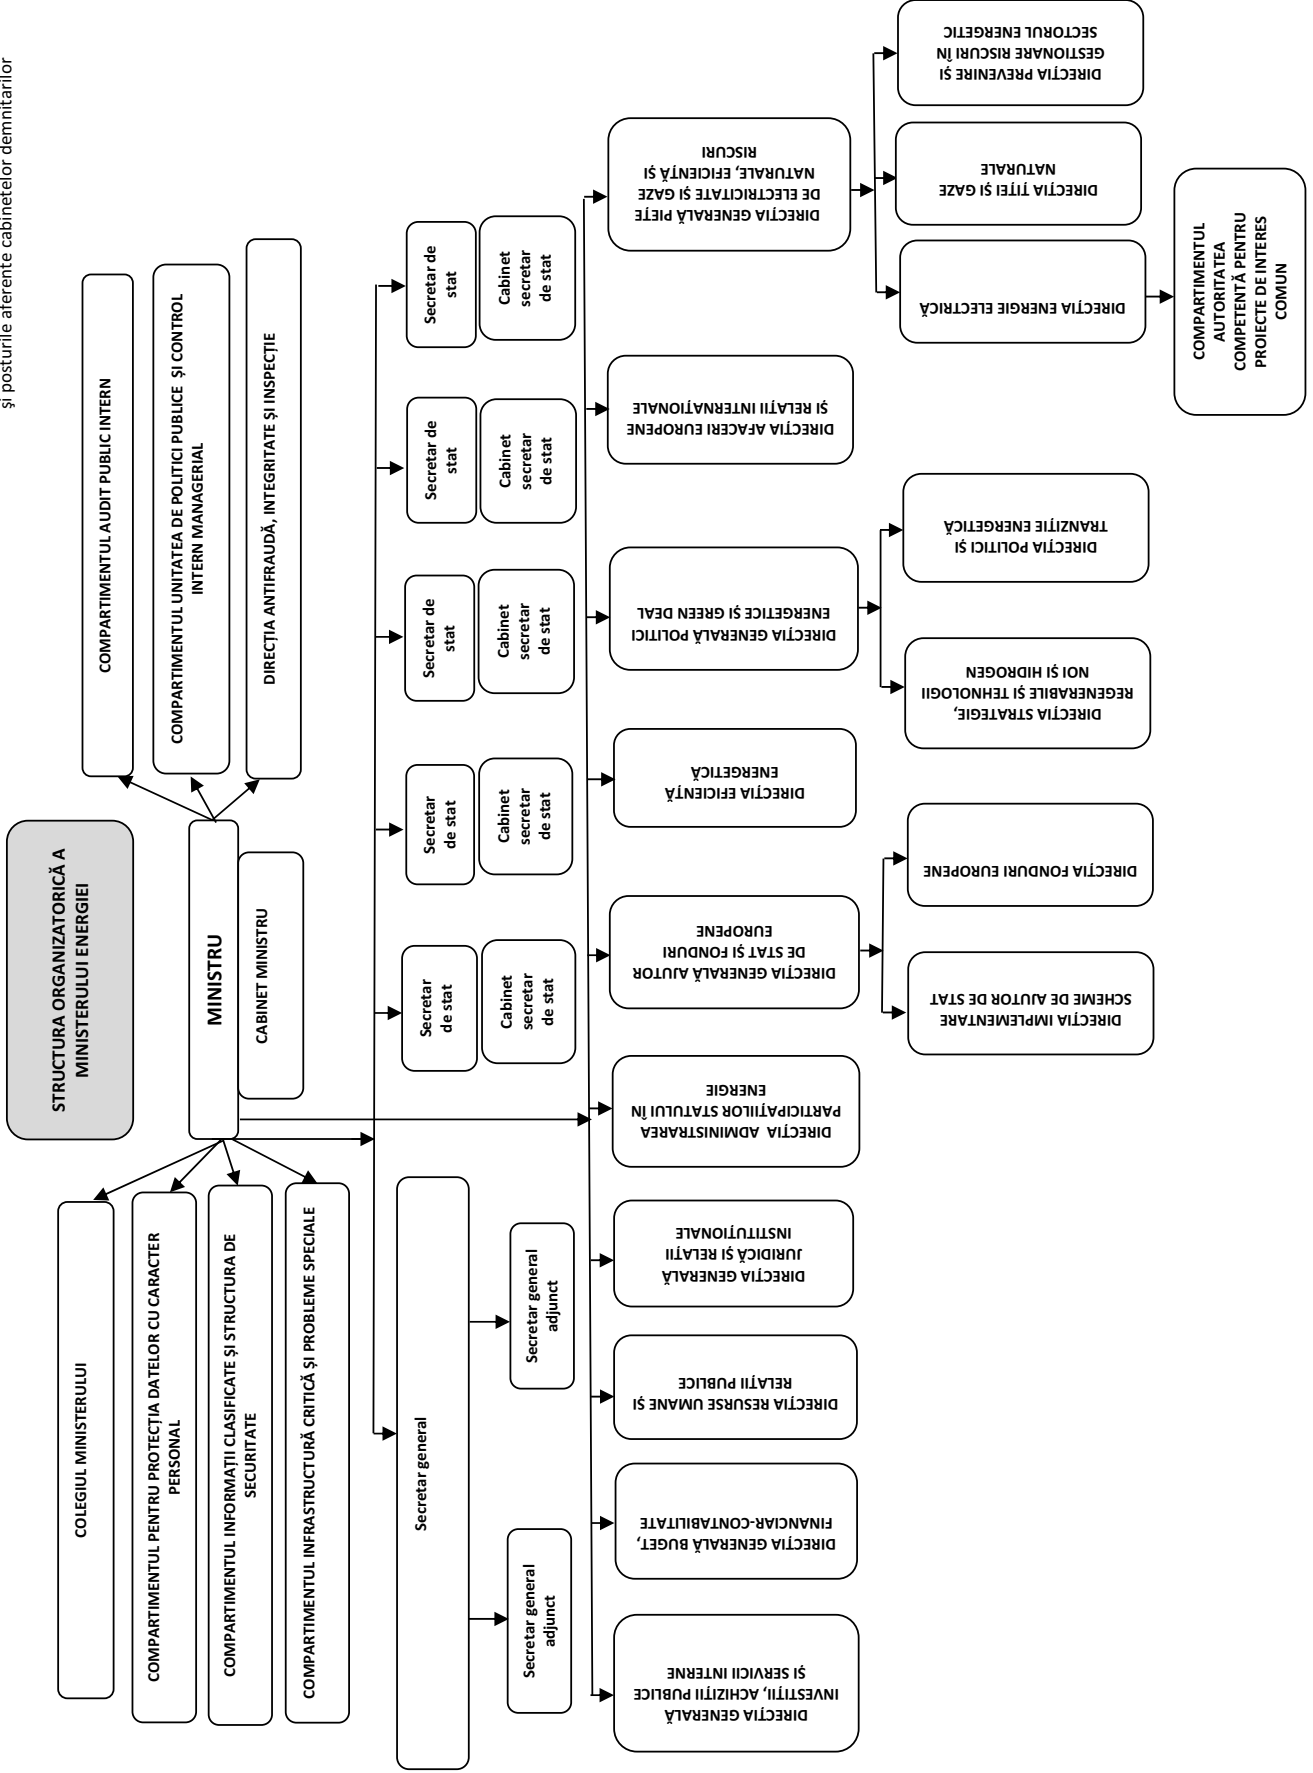 și posturile aferente cabinetelor demnitarilor
STRUCTURA ORGANIZATORICĂ A
MINISTERULUI ENERGIEI
COLEGIUL MINISTERULUI
COMPARTIMENTUL PENTRU PROTECȚIA DATELOR CU CARACTER
PERSONAL
COMPARTIMENTUL INFORMAȚII CLASIFICATE ȘI STRUCTURA DE
SECURITATE
COMPARTIMENTUL INFRASTRUCTURĂ CRITICĂ ȘI PROBLEME SPECIALE
MINISTRU
CABINET MINISTRU
COMPARTIMENTUL AUDIT PUBLIC INTERN
COMPARTIMENTUL UNITATEA DE POLITICI PUBLICE ȘI CONTROL
INTERN MANAGERIAL
DIRECȚIA ANTIFRAUDĂ, INTEGRITATE ȘI INSPECȚIE
Secretar general
Secretar general
adjunct
Secretar general
adjunct
Secretar
de stat
Cabinet
secretar
de stat
Secretar
de stat
Cabinet
secretar
de stat
Secretar de
stat
Cabinet
secretar
de stat
Secretar de
stat
Cabinet
secretar
de stat
Secretar de
stat
Cabinet
secretar
de stat
DIRECȚIA GENERALĂ
INVESTIȚII, ACHIZIȚII PUBLICE
ȘI SERVICII INTERNE
DIRECȚIA GENERALĂ BUGET,
FINANCIAR-CONTABILITATE
DIRECȚIA RESURSE UMANE ȘI
RELAȚII PUBLICE
DIRECȚIA GENERALĂ
JURIDICĂ ȘI RELAȚII
INSTITUȚIONALE
DIRECȚIA ADMINISTRAREA
PARTICIPAȚIILOR STATULUI ÎN
ENERGIE
DIRECȚIA GENERALĂ AJUTOR
DE STAT ȘI FONDURI
EUROPENE
DIRECȚIA EFICIENȚĂ
ENERGETICĂ
DIRECȚIA GENERALĂ POLITICI
ENERGETICE ȘI GREEN DEAL
DIRECȚIA AFACERI EUROPENE
ȘI RELAȚII INTERNAȚIONALE
DIRECȚIA GENERALĂ PIEȚE
DE ELECTRICITATE ȘI GAZE
NATURALE, EFICIENȚĂ ȘI
RISCURI
DIRECȚIA IMPLEMENTARE
SCHEME DE AJUTOR DE STAT
DIRECȚIA FONDURI EUROPENE
DIRECȚIA STRATEGIE,
REGENERABILE ȘI TEHNOLOGII
NOI ȘI HIDROGEN
DIRECȚIA POLITICI ȘI
TRANZIȚIE ENERGETICĂ
DIRECȚIA ENERGIE ELECTRICĂ
DIRECȚIA ȚIȚEI ȘI GAZE
NATURALE
DIRECȚIA PREVENIRE ȘI
GESTIONARE RISCURI ÎN
SECTORUL ENERGETIC
COMPARTIMENTUL
AUTORITATEA
COMPETENTĂ PENTRU
PROIECTE DE INTERES
COMUN